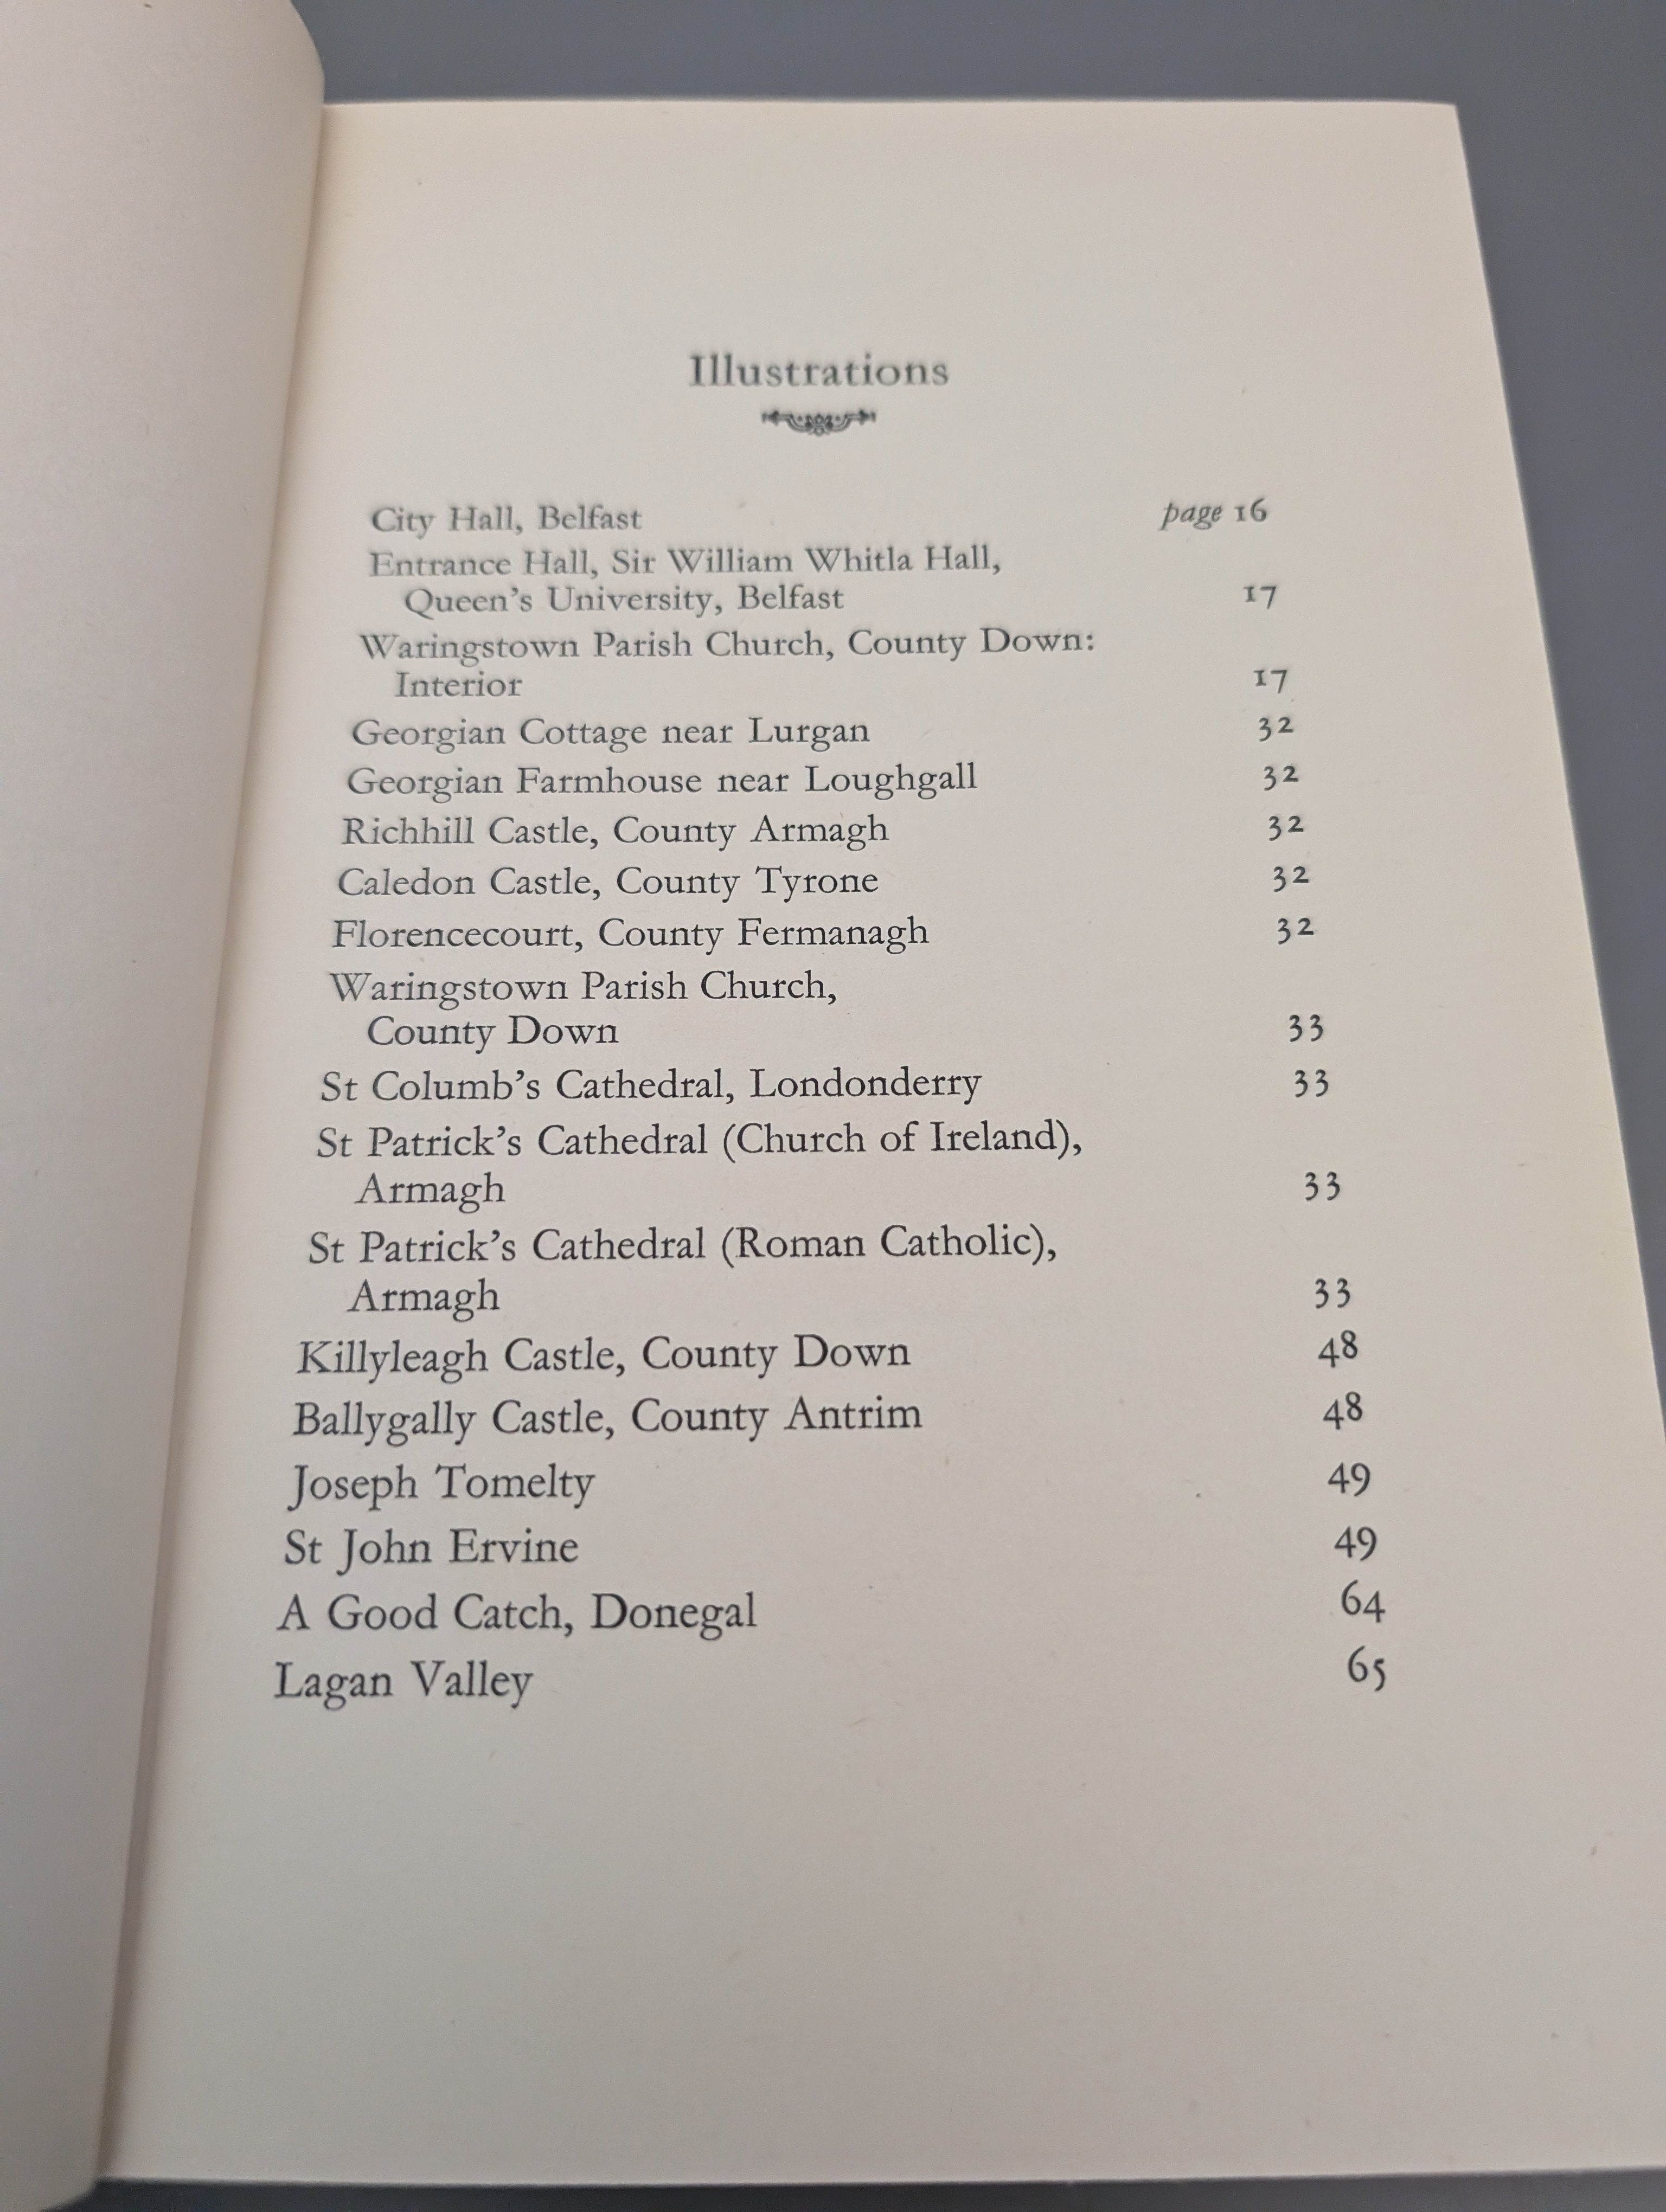 Illustrations
City Hall, Belfast page 16
Entrance Hall, Sir William Whitla Hall,
Queen's University, Belfast 17
Waringstown Parish Church, County Down:
Interior 17
Georgian Cottage near Lurgan 32
Georgian Farmhouse near Loughgall 32
Richhill Castle, County Armagh 32
Caledon Castle, County Tyrone 32
Florencecourt, County Fermanagh 32
Waringstown Parish Church,
County Down 33
St Columb's Cathedral, Londonderry 33
St Patrick's Cathedral (Church of Ireland),
Armagh 33
St Patrick's Cathedral (Roman Catholic),
Armagh 33
Killyleagh Castle, County Down 48
Ballygally Castle, County Antrim 48
Joseph Tomelty 49
St John Ervine 49
A Good Catch, Donegal 64
Lagan Valley 65